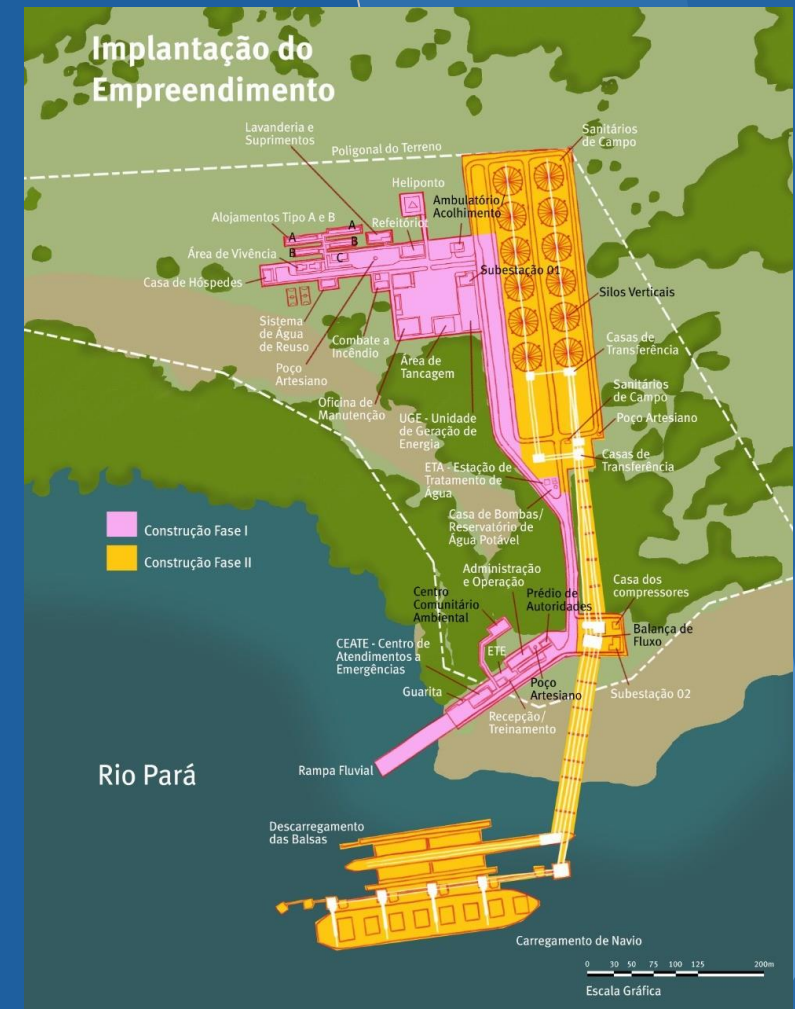 Implantação do
Empreendimento
Lavanderia e
Suprimentos
Poligonal do Terreno
Sanitários
de Campo
Heliponto
Ambulatório/
Acolhimento
Alojamentos Tipo A e B
A
Refeitóriot
A
B
B
Área de Vivência
C
Casa de Hóspedes
Subestação 01
Silos Verticais
Sistema
de Água
de Reuso
Combate a
Incêndio
Poço
Artesiano
Área de
Tancagem
Casas de
Transferência
Oficina de
Manutenção
Sanitários
de Campo
UGE - Unidade
de Geração de
Energia
Poço Artesiano
Casas de
Transferência
ETA - Estação de
Tratamento de
Água
Casa de Bombas/
Reservatório de
Água Potável
Construção Fase I
Construção Fase II
Administração
e Operação
Centro
Comunitário
Ambiental
Prédio de
Autoridades
Casa dos
compressores
Balança de
Fluxo
CEATE - Centro de
Atendimentos a
Emergências
ETE
Guarita
Poço
Artesiano
Subestação 02
Recepção/
Treinamento
Rio Pará
Rampa Fluvial
Descarregamento
das Balsas
Carregamento de Navio
0 30 50 75 100 125 200m
Escala Gráfica